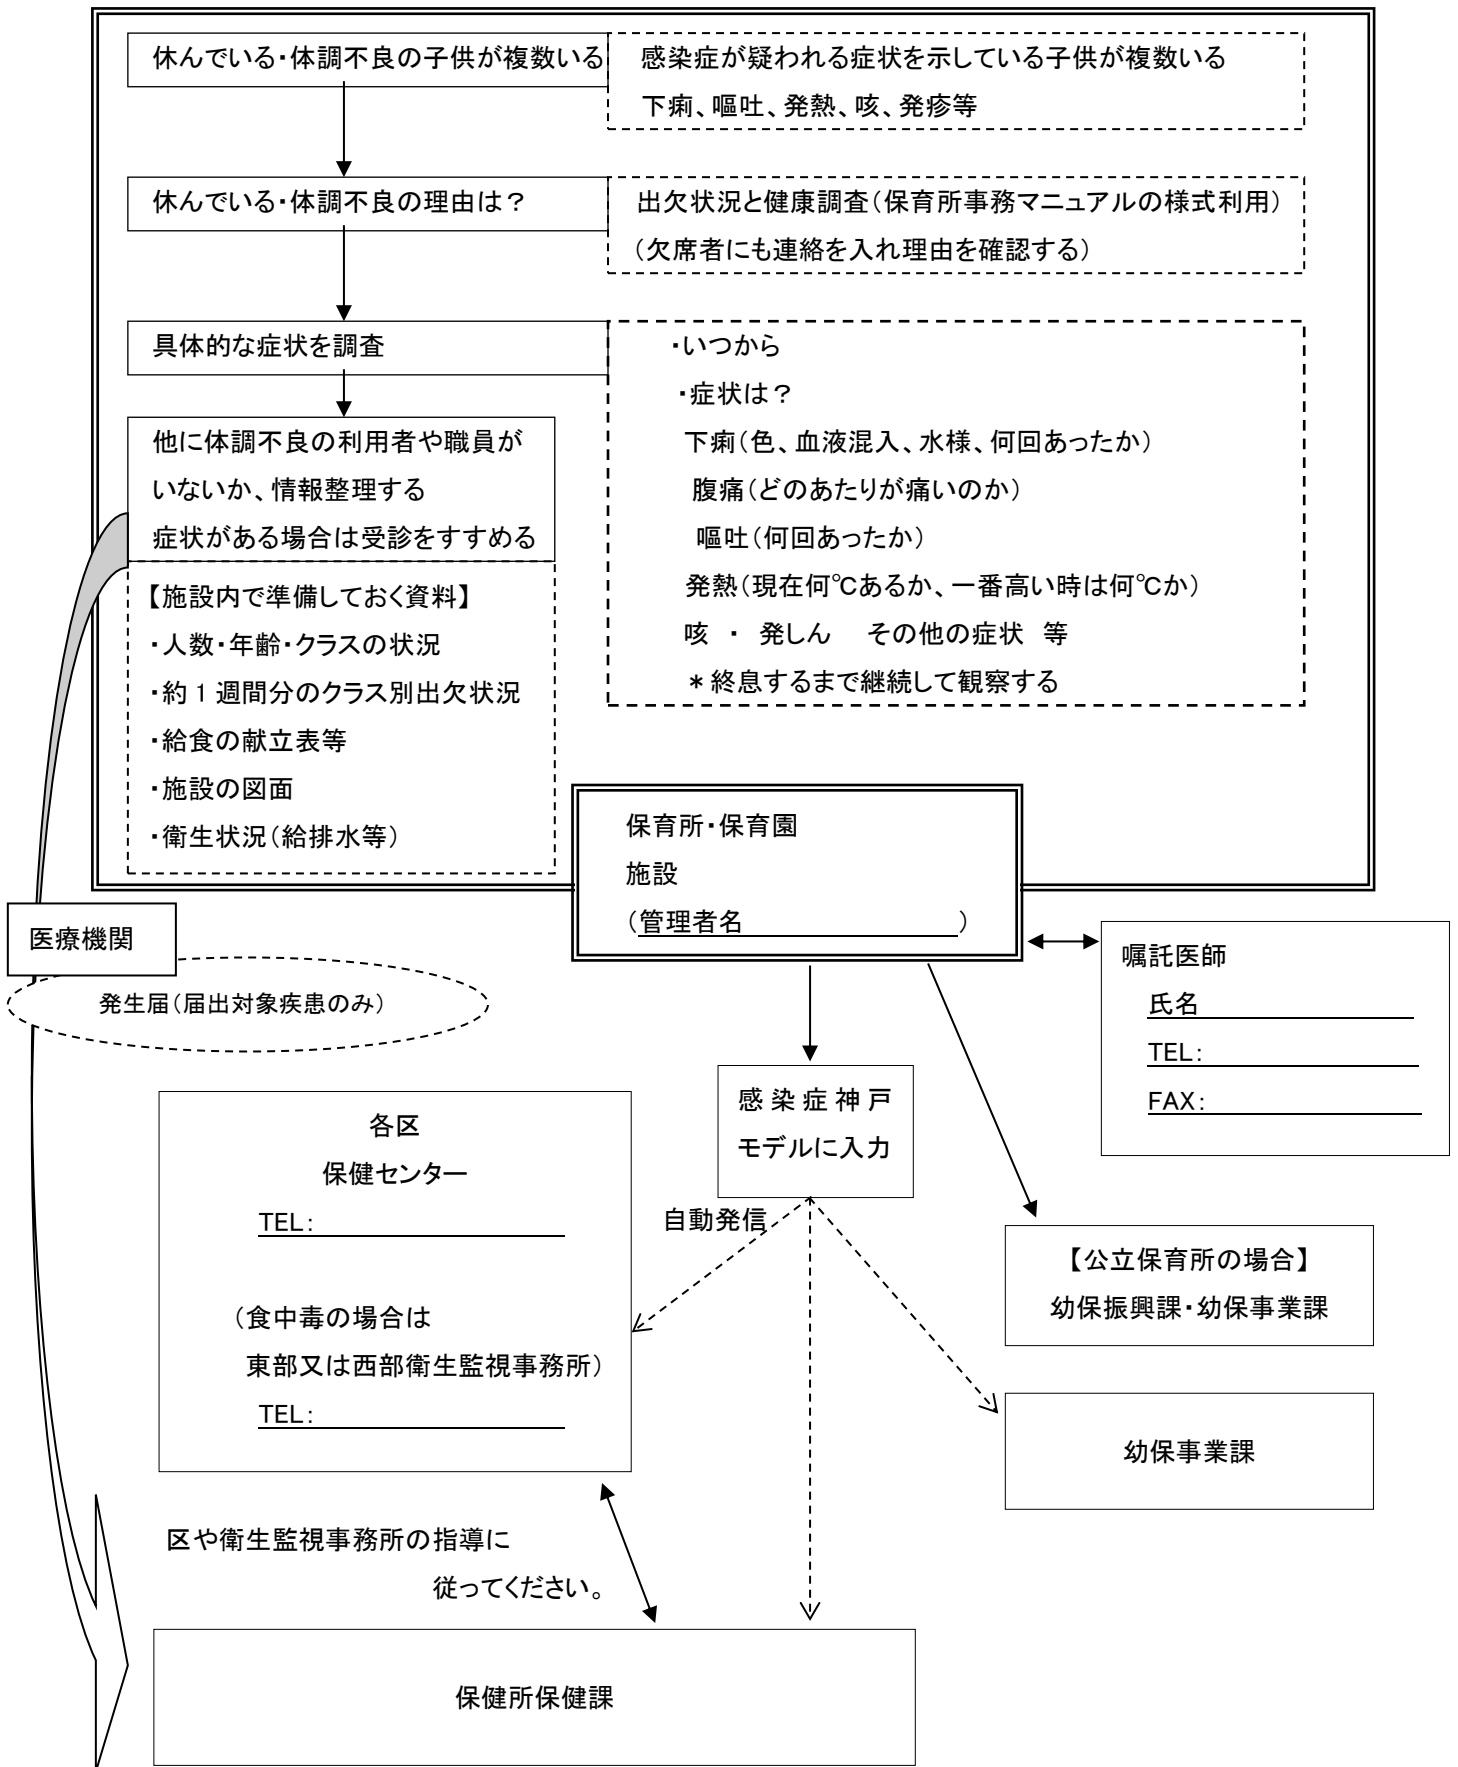 休んでいる・体調不良の子供が複数いる
感染症が疑われる症状を示している子供が複数いる
下痢、嘔吐、発熱、咳、発疹等
休んでいる・体調不良の理由は？
出欠状況と健康調査（保育所事務マニュアルの様式利用）
（欠席者にも連絡を入れ理由を確認する）
具体的な症状を調査
・いつから
・症状は？
下痢（色、血液混入、水様、何回あったか）
腹痛（どのあたりが痛いのか）
嘔吐（何回あったか）
発熱（現在何℃あるか、一番高い時は何℃か）
咳　・　発しん　　その他の症状　等
＊終息するまで継続して観察する
他に体調不良の利用者や職員が
いないか、情報整理する
症状がある場合は受診をすすめる
【施設内で準備しておく資料】
・人数・年齢・クラスの状況
・約 1 週間分のクラス別出欠状況
・給食の献立表等
・施設の図面
・衛生状況（給排水等）
保育所・保育園
施設
（管理者名　　　　　　　　）
医療機関
発生届（届出対象疾患のみ）
嘱託医師
氏名
TEL：
FAX：
感染症神戸
モデルに入力
自動発信
各区
保健センター
TEL：
（食中毒の場合は
東部又は西部衛生監視事務所）
TEL：
【公立保育所の場合】
幼保振興課・幼保事業課
幼保事業課
区や衛生監視事務所の指導に
従ってください。
保健所保健課